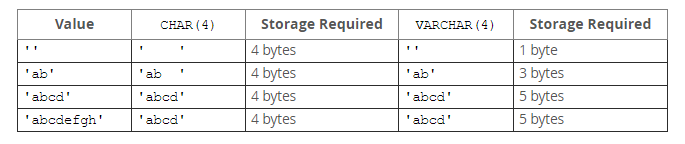 Value CHAR(4) Storage Required VARCHAR(4) Storage Required
'' '    ' 4 bytes '' 1 byte
'ab' 'ab  ' 4 bytes 'ab' 3 bytes
'abcd' 'abcd' 4 bytes 'abcd' 5 bytes
'abcdefgh' 'abcd' 4 bytes 'abcd' 5 bytes